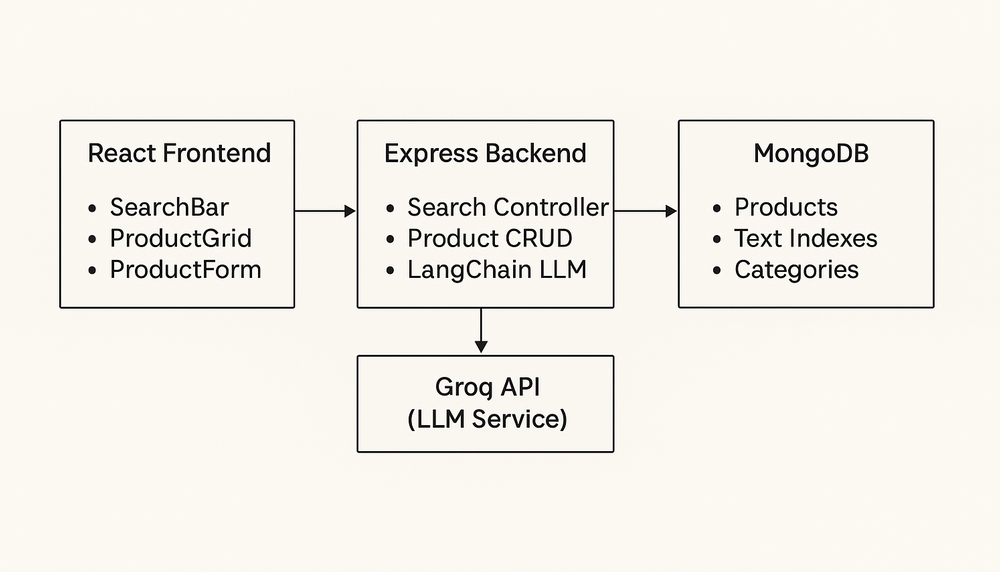 React Frontend
• SearchBar
• ProductGrid
• ProductForm
Express Backend
• Search Controller
• Product CRUD
• LangChain LLM
MongoDB
• Products
• Text Indexes
• Categories
Groq API
(LLM Service)